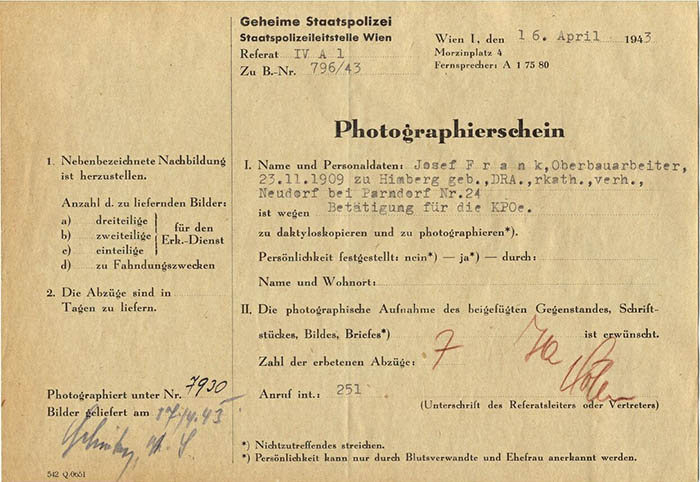 Geheime Staatspolizei
Staatspolizeileitstelle Wien
Referat IV A 1
Zu B.-Nr. 796/43
Wien I, den 16. April 1943
Morzinplatz 4
Fernsprecher: A 1 75 80
Photographierschein
1. Nebenbezeichnete Nachbildung
ist herzustellen.
Anzahl d. zu liefernden Bilder:
a) dreiteilige
b) zweiteilige
c) einteilige
für den
Erk.-Dienst
d) zu Fahndungszwecken
2. Die Abzüge sind in
Tagen zu liefern.
Photographiert unter Nr. 7930
Bilder geliefert am 17/4.43
542 Q/0651
I. Name und Personaldaten: Josef F r a n k, Oberbauarbeiter,
23.11.1909 zu Himberg geb.,DRA.,rkath.,verh.,
Neudorf bei Parndorf Nr.24
ist wegen Betätigung für die KPOe.
zu daktyloskopieren und zu photographieren*).
Persönlichkeit festgestellt: nein*) — ja*) — durch:
Name und Wohnort:
II. Die photographische Aufnahme des beigefügten Gegenstandes, Schrift-
stückes, Bildes, Briefes*) ist erwünscht.
Zahl der erbetenen Abzüge: 7
Anruf int.: 251
(Unterschrift des Referatsleiters oder Vertreters)
*) Nichtzutreffendes streichen.
*) Persönlichkeit kann nur durch Blutsverwandte und Ehefrau anerkannt werden.